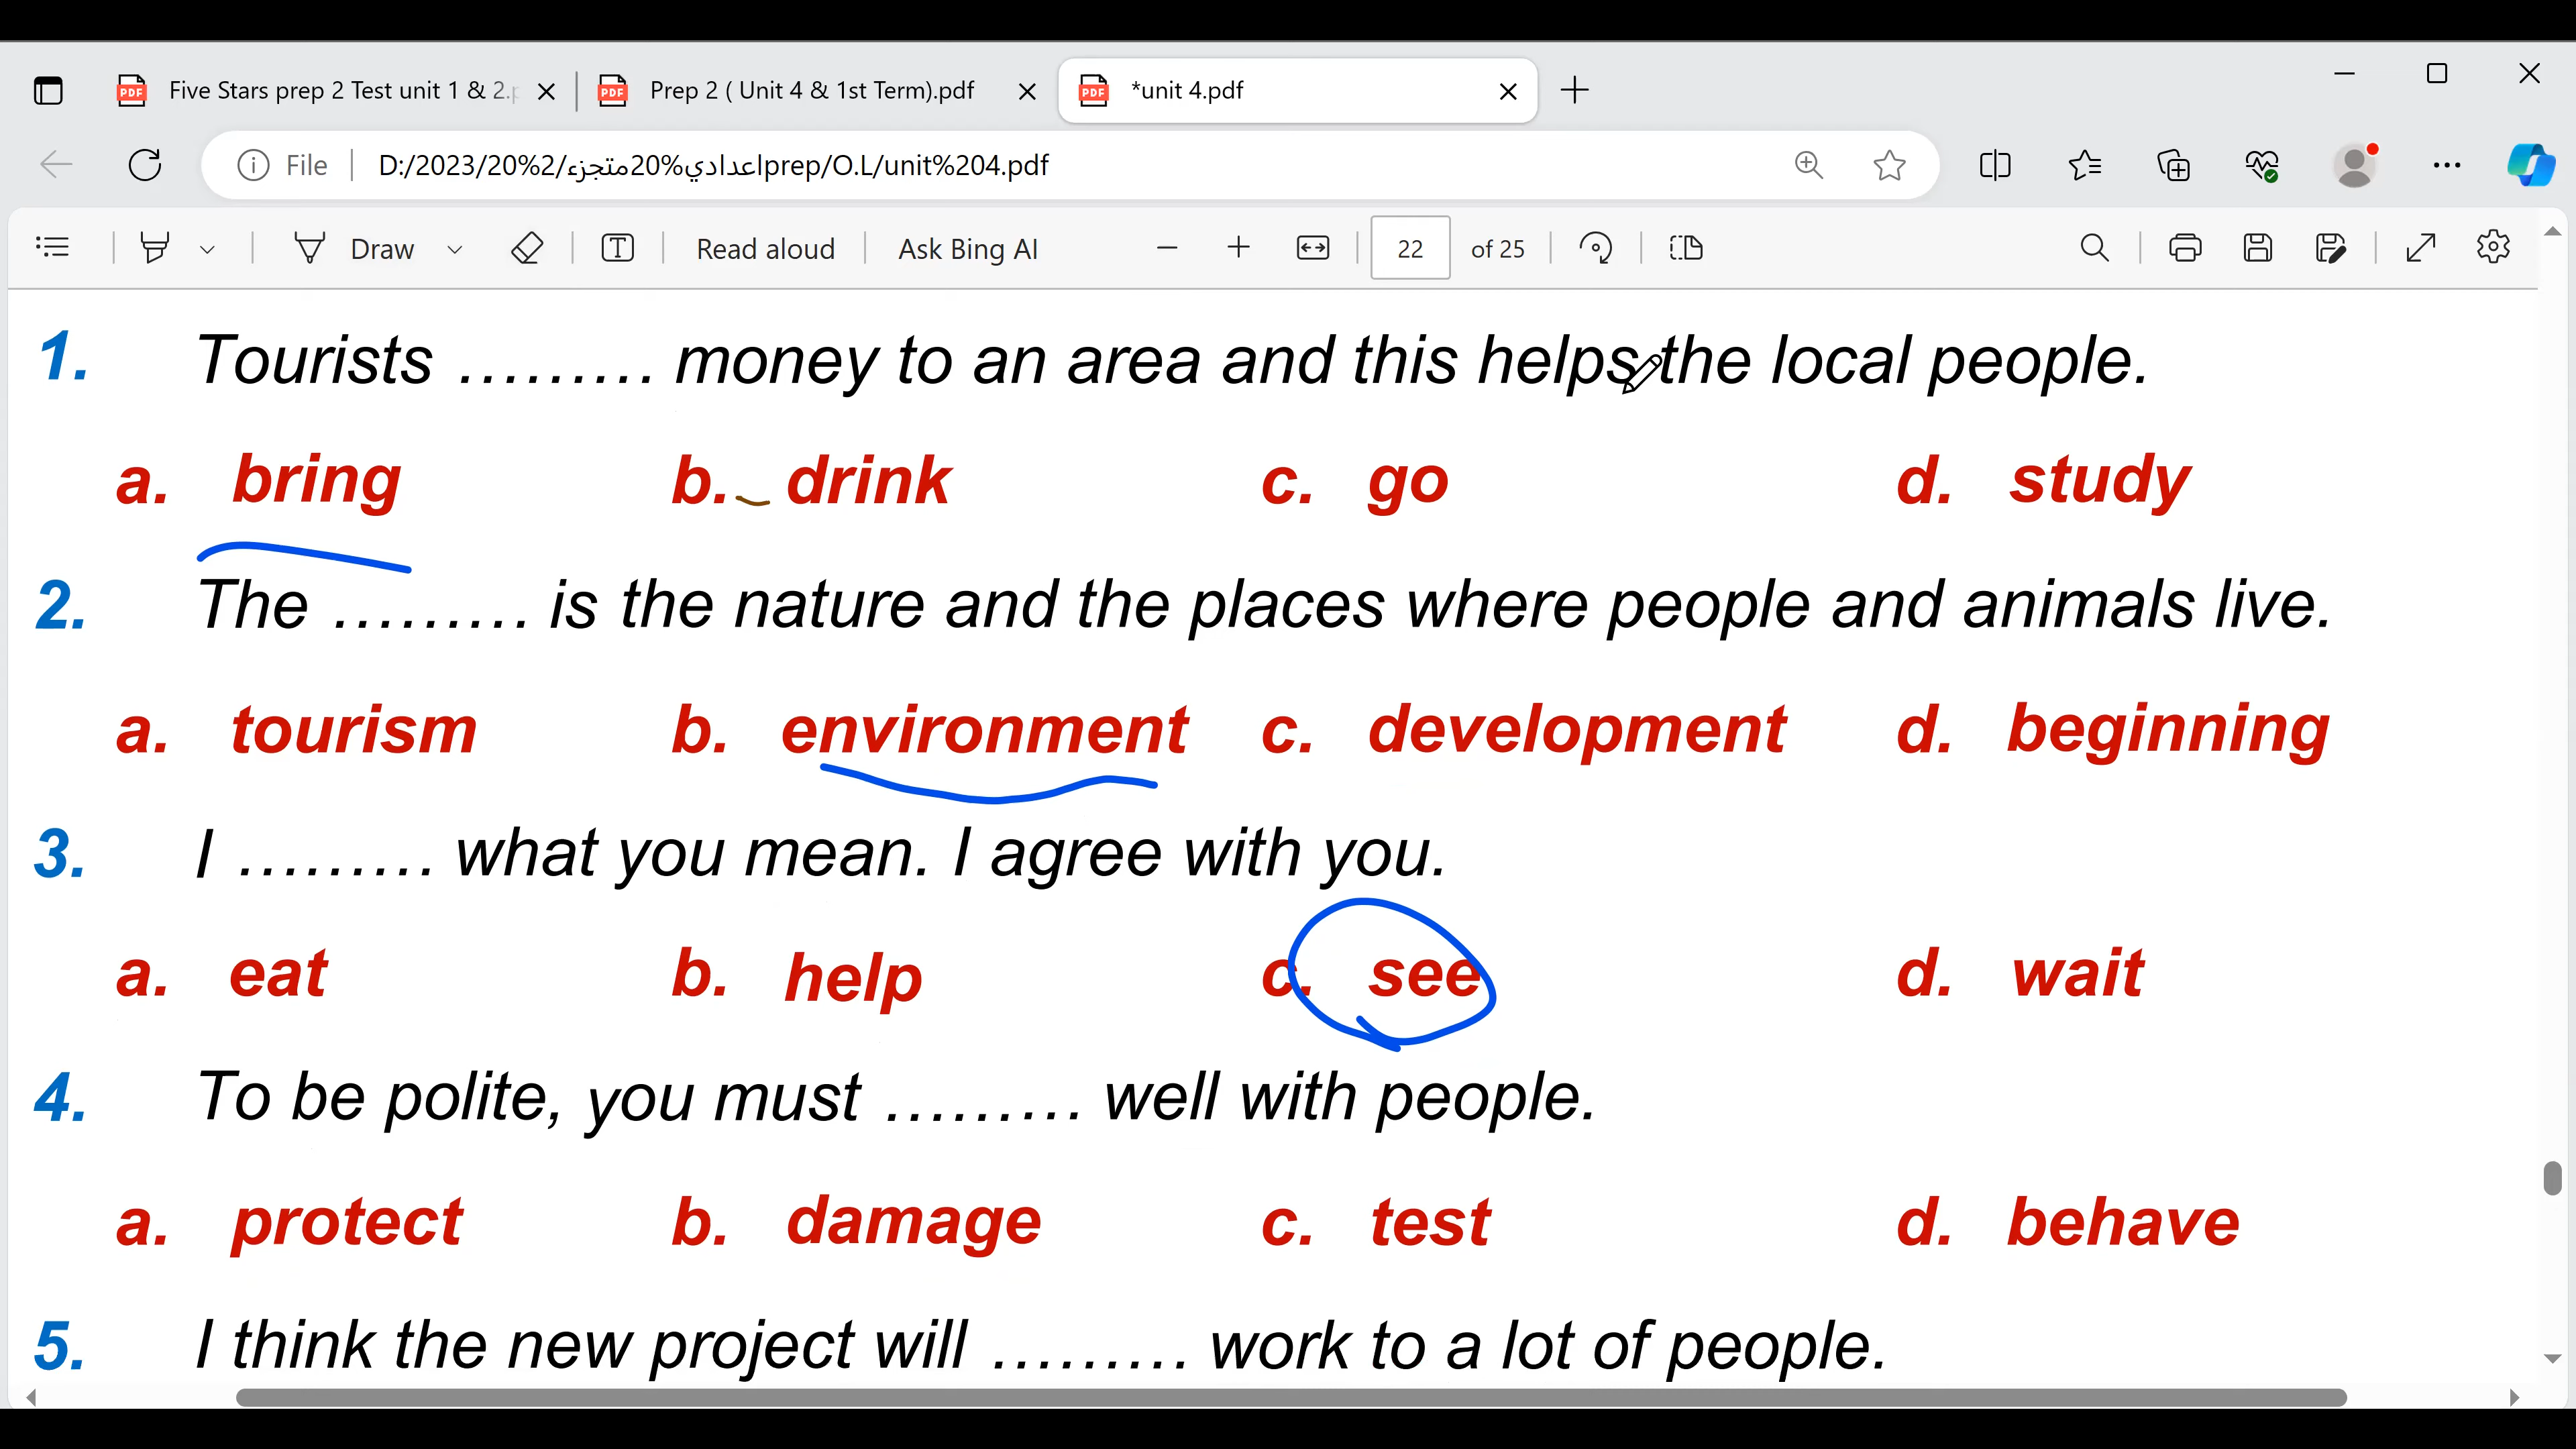 Five Stars prep 2 Test unit 1 & 2.p
Prep 2 ( Unit 4 & 1st Term).pdf
*unit 4.pdf
File
D:/2023/20%2/اعدادي%20متجزء/prep/O.L/unit%204.pdf
Draw
Read aloud
Ask Bing AI
22
of 25
1. Tourists ......... money to an area and this helps the local people.
a. bring b. drink c. go d. study
2. The ......... is the nature and the places where people and animals live.
a. tourism b. environment c. development d. beginning
3. I ......... what you mean. I agree with you.
a. eat b. help c. see d. wait
4. To be polite, you must ......... well with people.
a. protect b. damage c. test d. behave
5. I think the new project will ......... work to a lot of people.